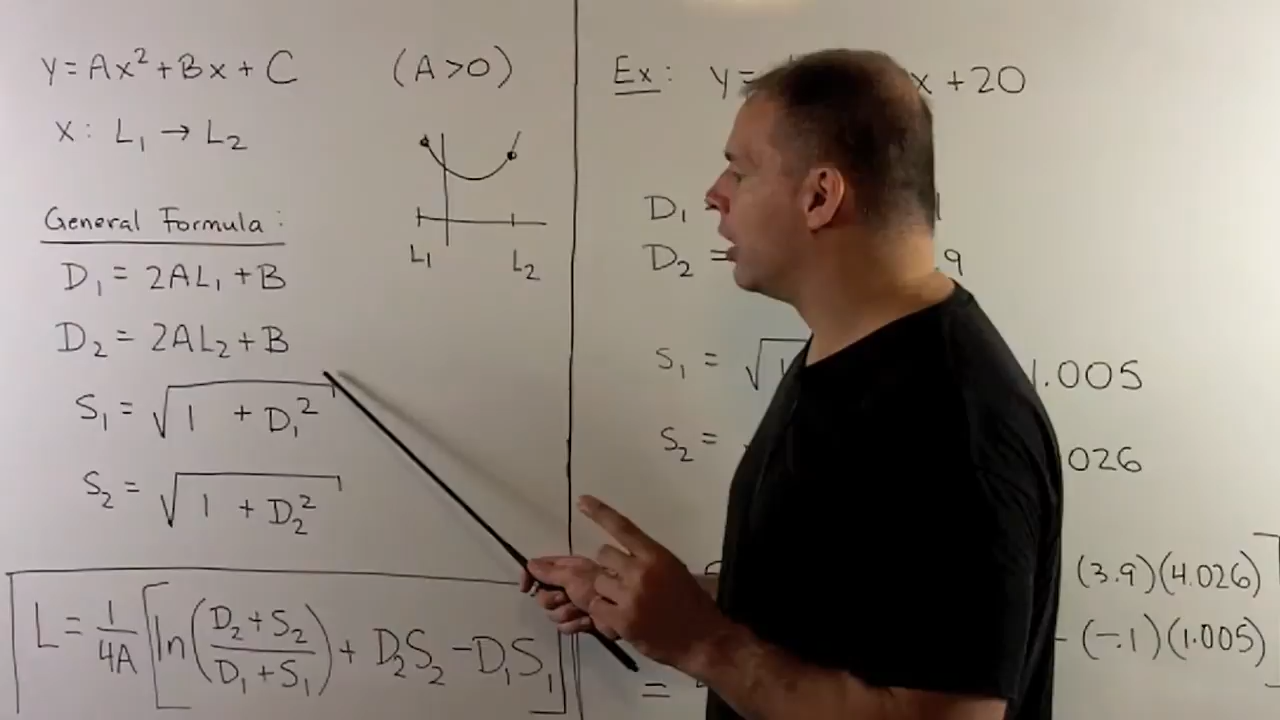 y = Ax² + Bx + C (A > 0)
x: L₁ → L₂
General Formula:
D₁ = 2AL₁ + B
D₂ = 2AL₂ + B
S₁ = √(1 + D₁²)
S₂ = √(1 + D₂²)
L = 1/4A [ln((D₂ + S₂)/(D₁ + S₁)) + D₂S₂ - D₁S₁]
L₁ L₂
Ex: y = x + 20
D₁
D₂ = .9
S₁ = √1 1.005
S₂ = 026
(3.9)(4.026)
- (-.1)(1.005)]
=